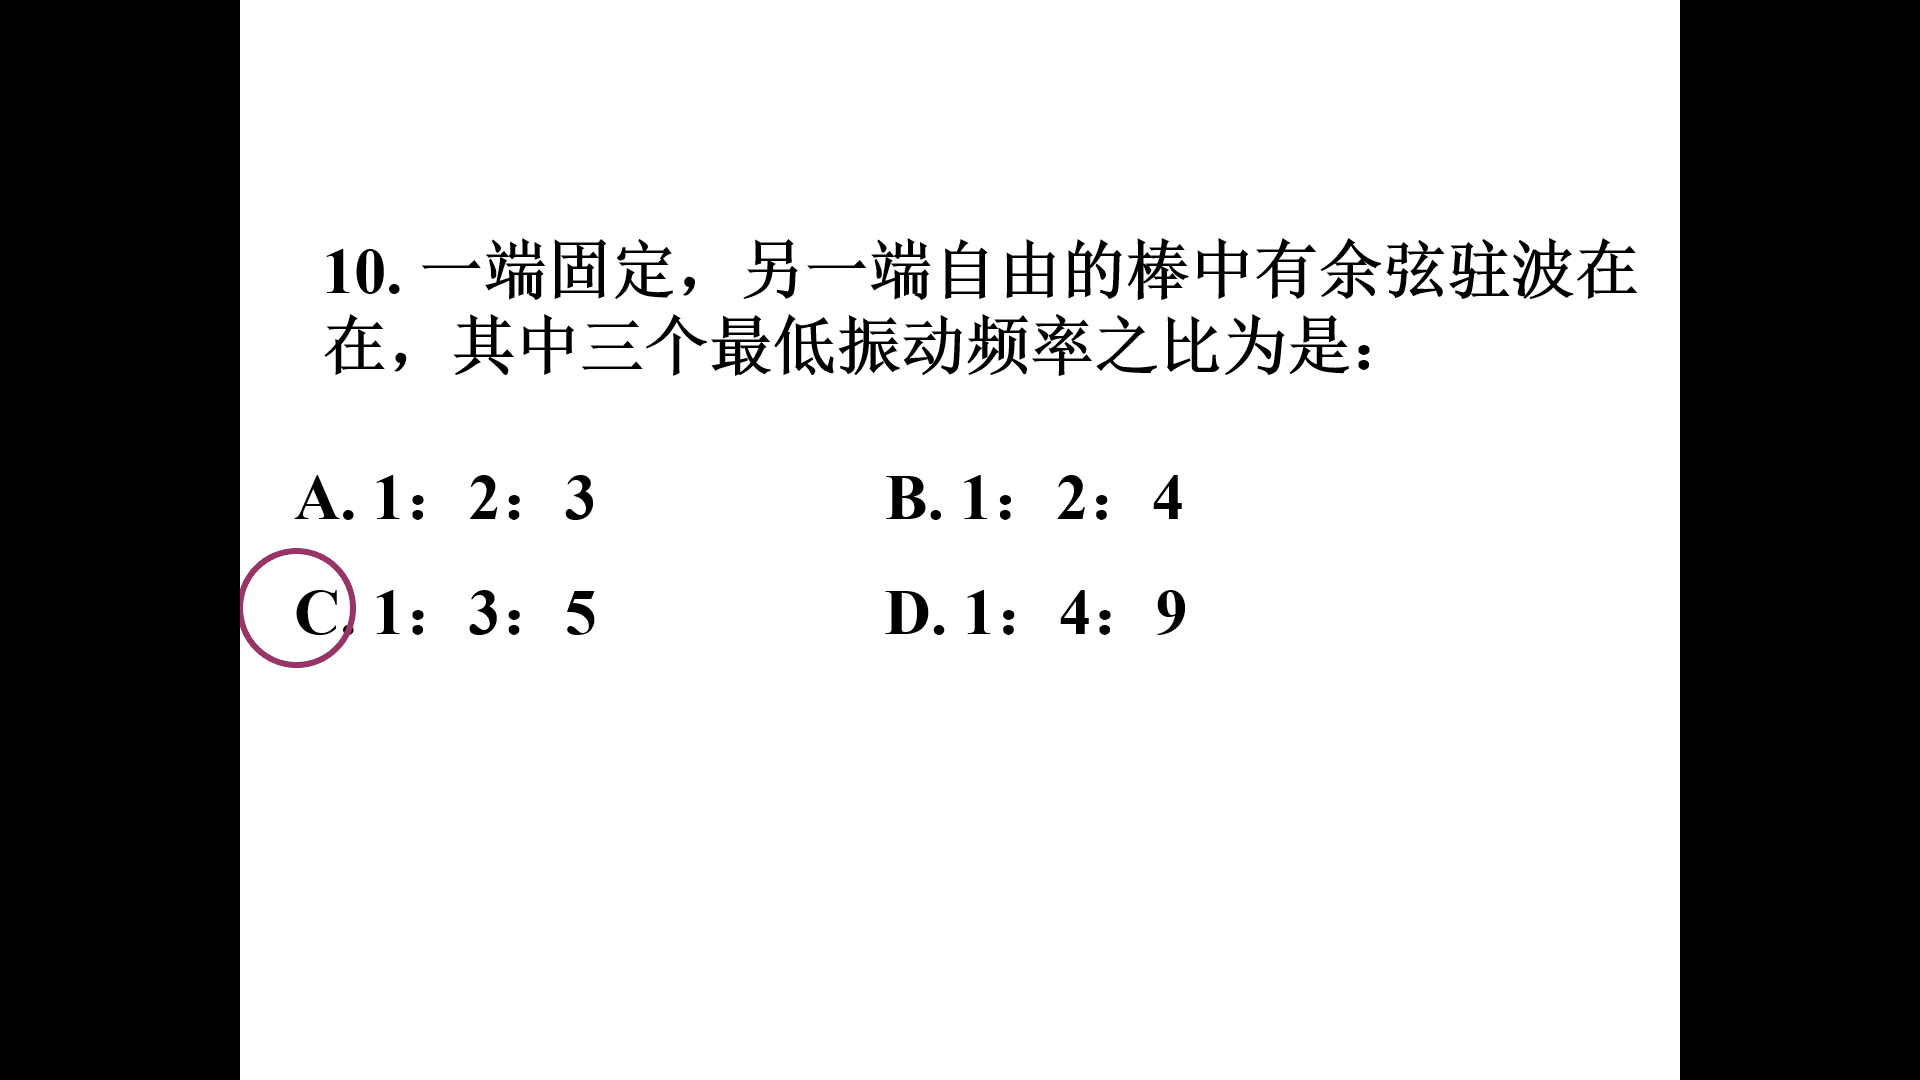 10. 一端固定，另一端自由的棒中有余弦驻波在
在，其中三个最低振动频率之比为是：
A. 1：2：3 B. 1：2：4
C. 1：3：5 D. 1：4：9